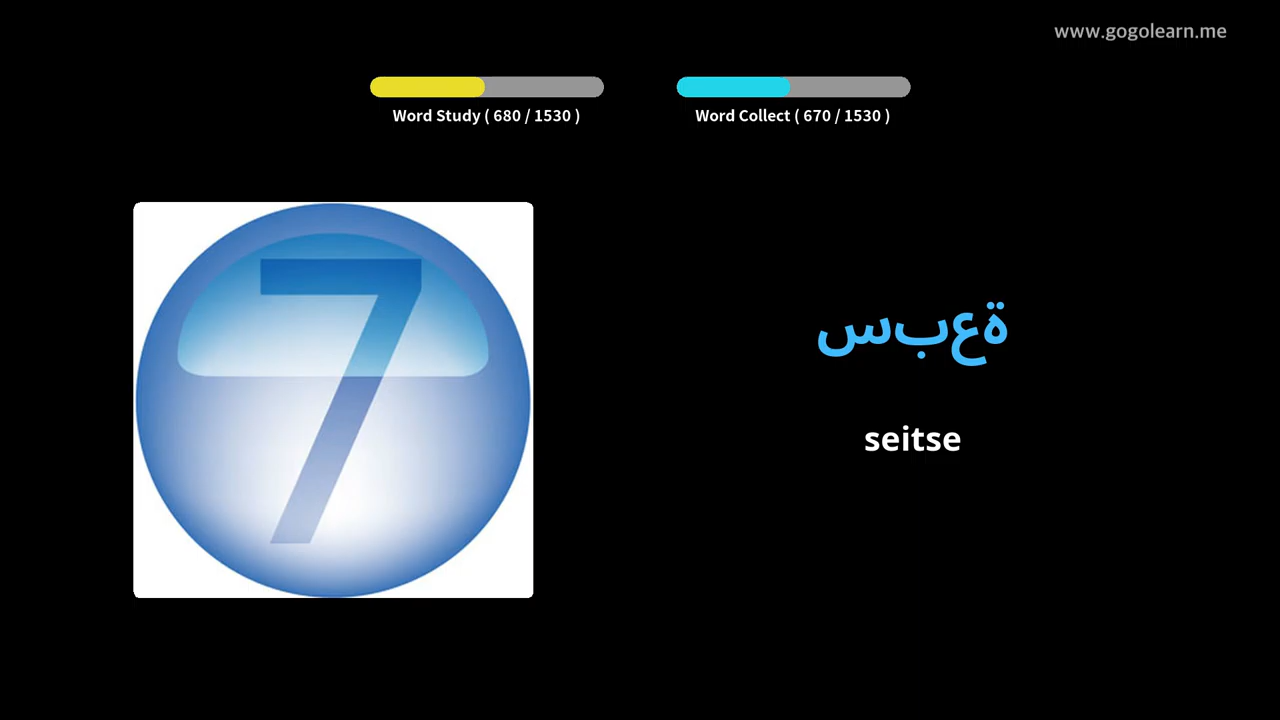 www.gogolearn.me
Word Study ( 680 / 1530 )
Word Collect ( 670 / 1530 )
7
سبعة
seitse